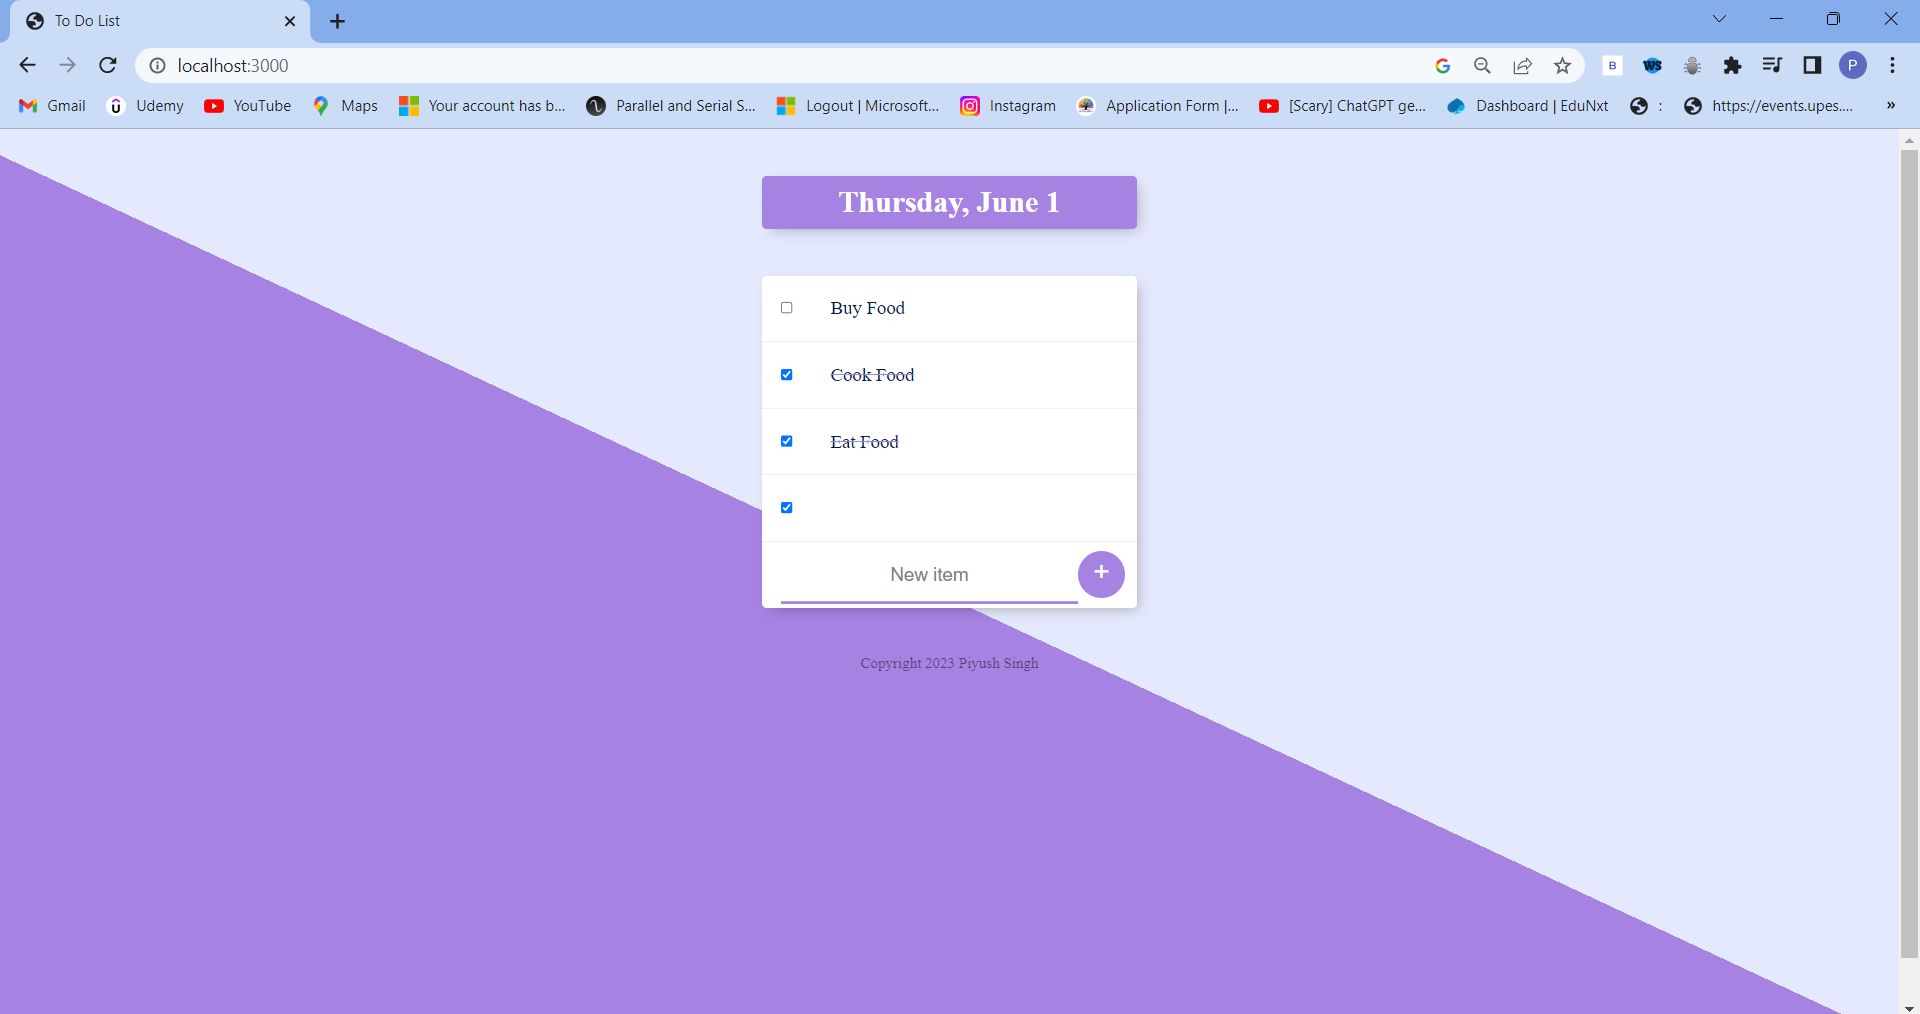 To Do List
localhost:3000
B
WS
P
Gmail
Udemy
YouTube
Maps
Your account has b...
Parallel and Serial S...
Logout | Microsoft...
Instagram
Application Form |...
[Scary] ChatGPT ge...
Dashboard | EduNxt
:
https://events.upes....
»
Thursday, June 1
Buy Food
Cook Food
Eat Food
New item
+
Copyright 2023 Piyush Singh